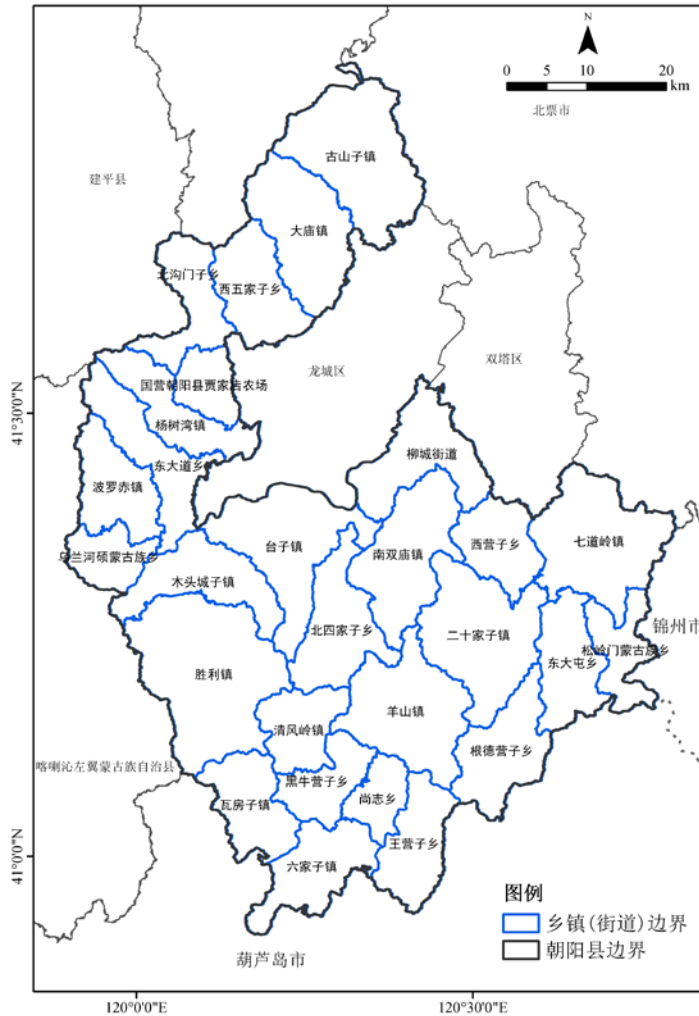 N
0 5 10 20
km
北票市
古山子镇
建平县
大庙镇
北沟门子乡
西五家子乡
龙城区
双塔区
国营朝阳县贾家店农场
41°30'0"N
杨树湾镇
柳城街道
东大道乡
波罗赤镇
七道岭镇
台子镇
南双庙镇
西营子乡
乌兰河硕蒙古族乡
木头城子镇
北四家子乡
二十家子镇
锦州市
松岭门蒙古族乡
东大屯乡
胜利镇
羊山镇
清风岭镇
根德营子乡
喀喇沁左翼蒙古族自治县
黑牛营子乡
瓦房子镇
尚志乡
王营子乡
41°0'0"N
六家子镇
图例
乡镇(街道)边界
朝阳县边界
葫芦岛市
120°0'0"E 120°30'0"E